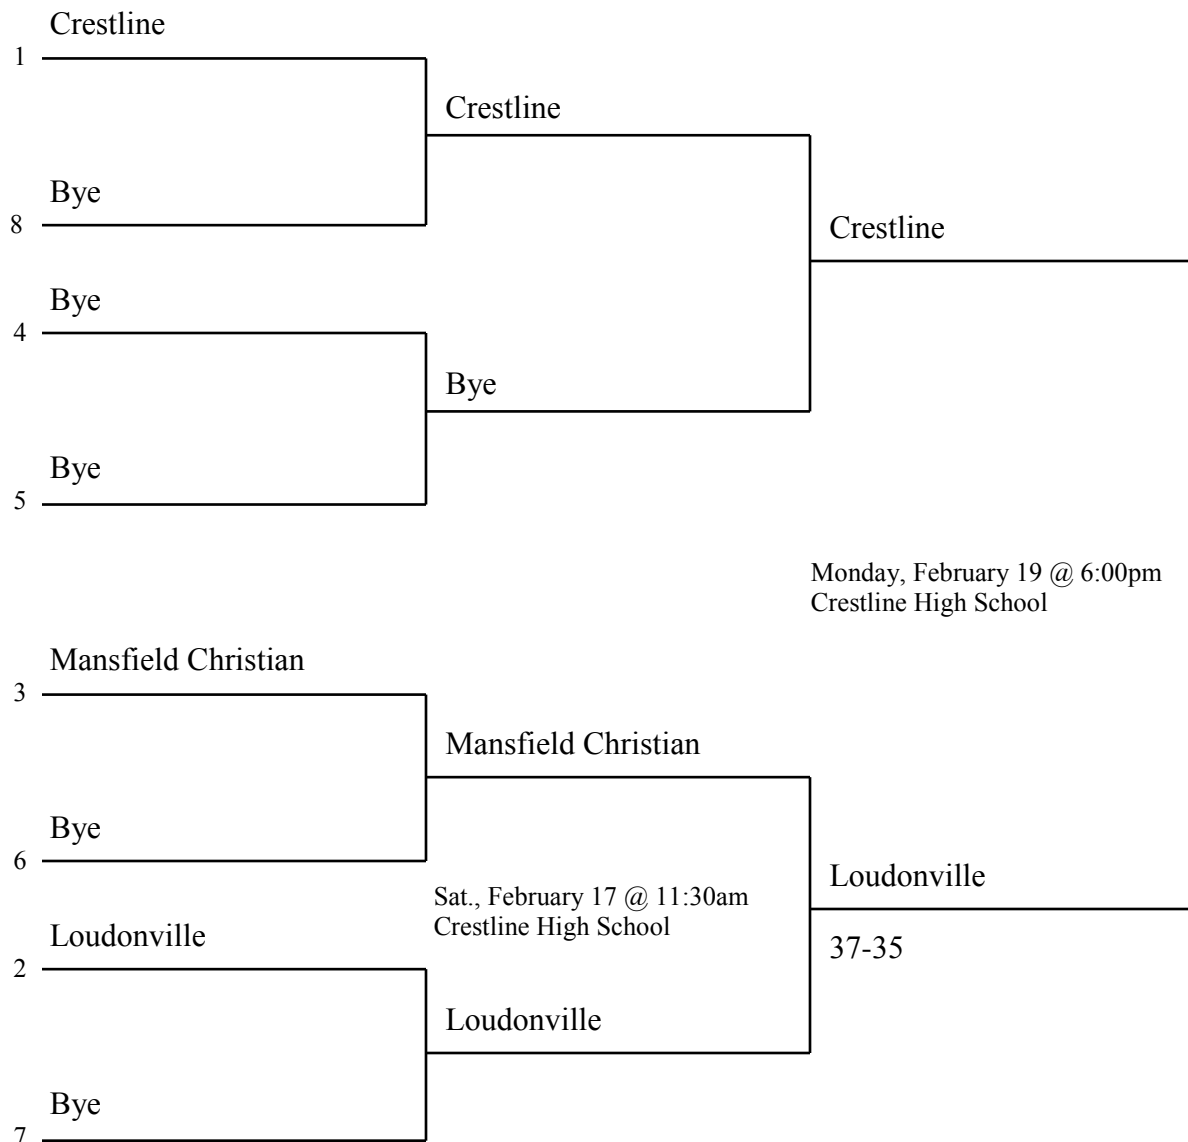 Crestline
1
Crestline
Bye
8
Crestline
Bye
4
Bye
Bye
5
Monday, February 19 @ 6:00pm
Crestline High School
Mansfield Christian
3
Mansfield Christian
Bye
6
Loudonville
Sat., February 17 @ 11:30am
Crestline High School
Loudonville
2
37-35
Loudonville
Bye
7